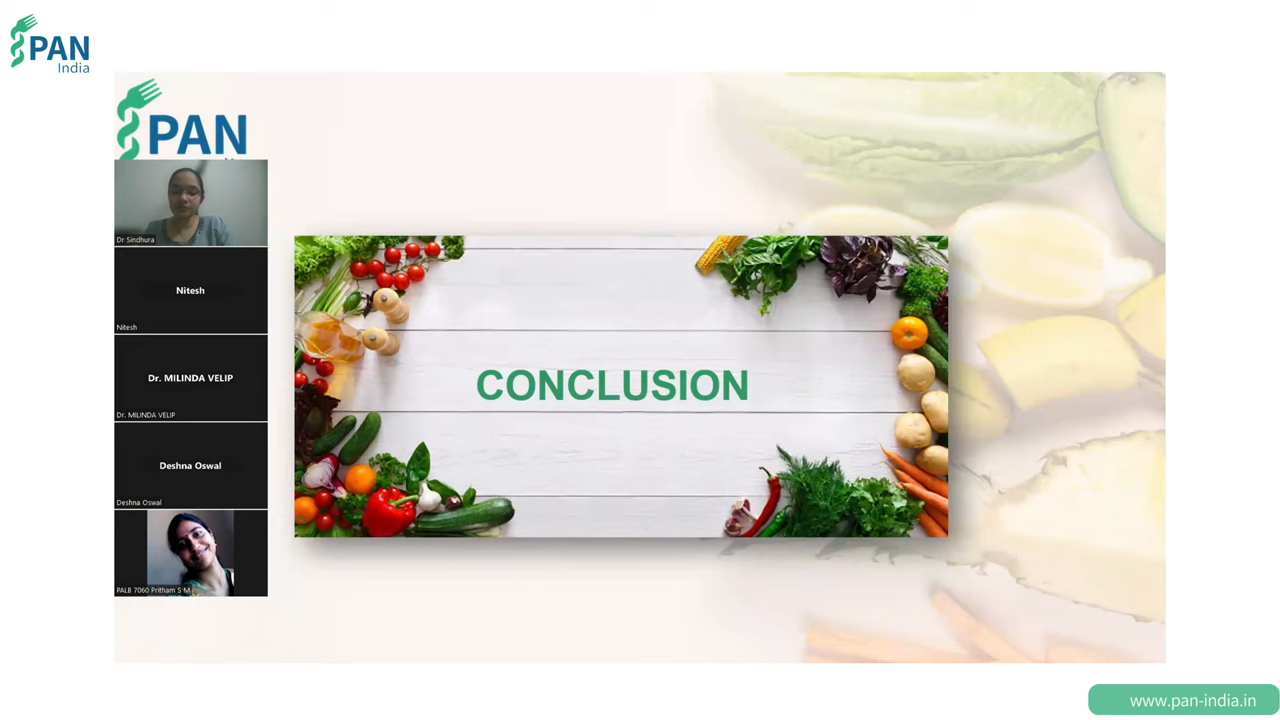 PAN
India
PAN
Dr Sindhura
Nitesh
Nitesh
Dr. MILINDA VELIP
Dr. MILINDA VELIP
Deshna Oswal
Deshna Oswal
PALB 7060 Pritham S M
CONCLUSION
www.pan-india.in